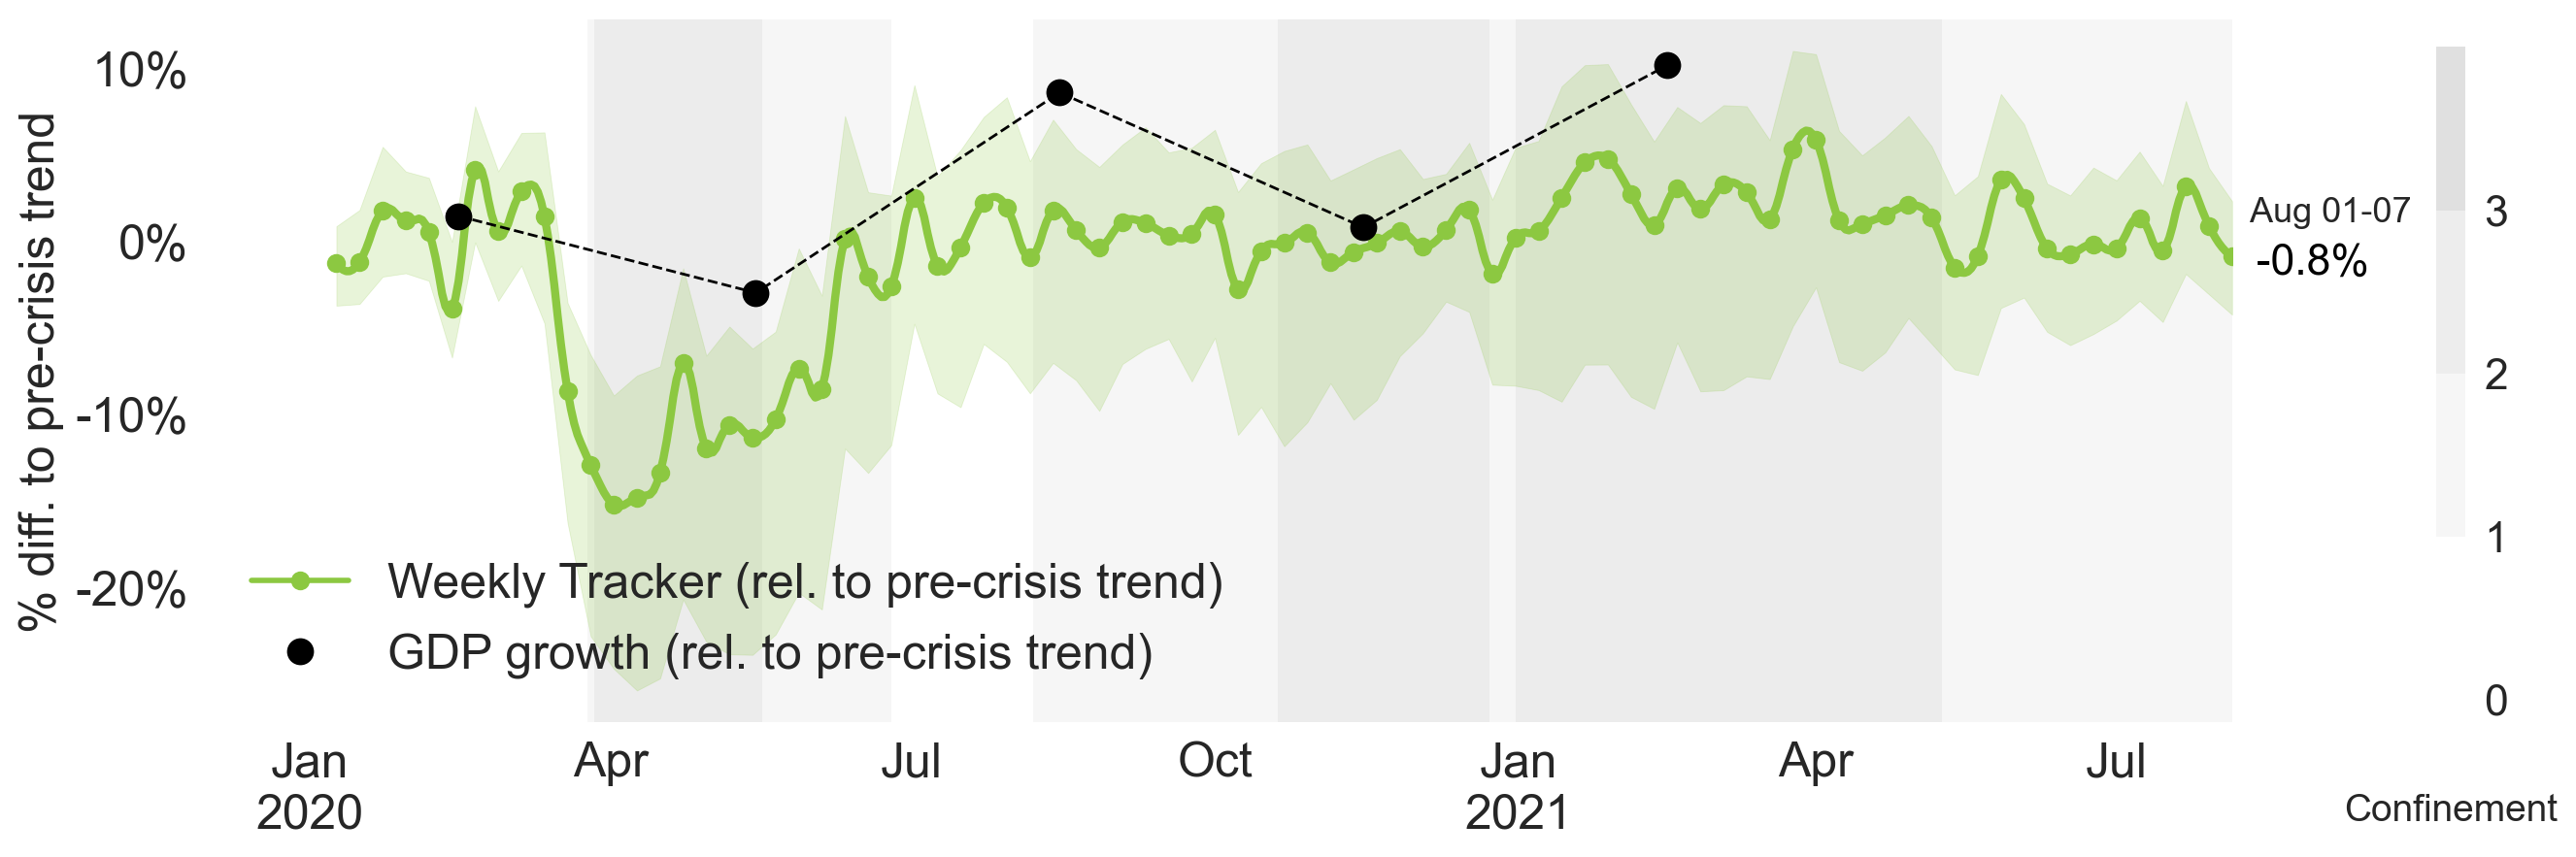 % diff. to pre-crisis trend
10%
0%
-10%
-20%
Weekly Tracker (rel. to pre-crisis trend)
GDP growth (rel. to pre-crisis trend)
Jan
2020
Apr
Jul
Oct
Jan
2021
Apr
Jul
Aug 01-07
-0.8%
3
2
1
0
Confinement